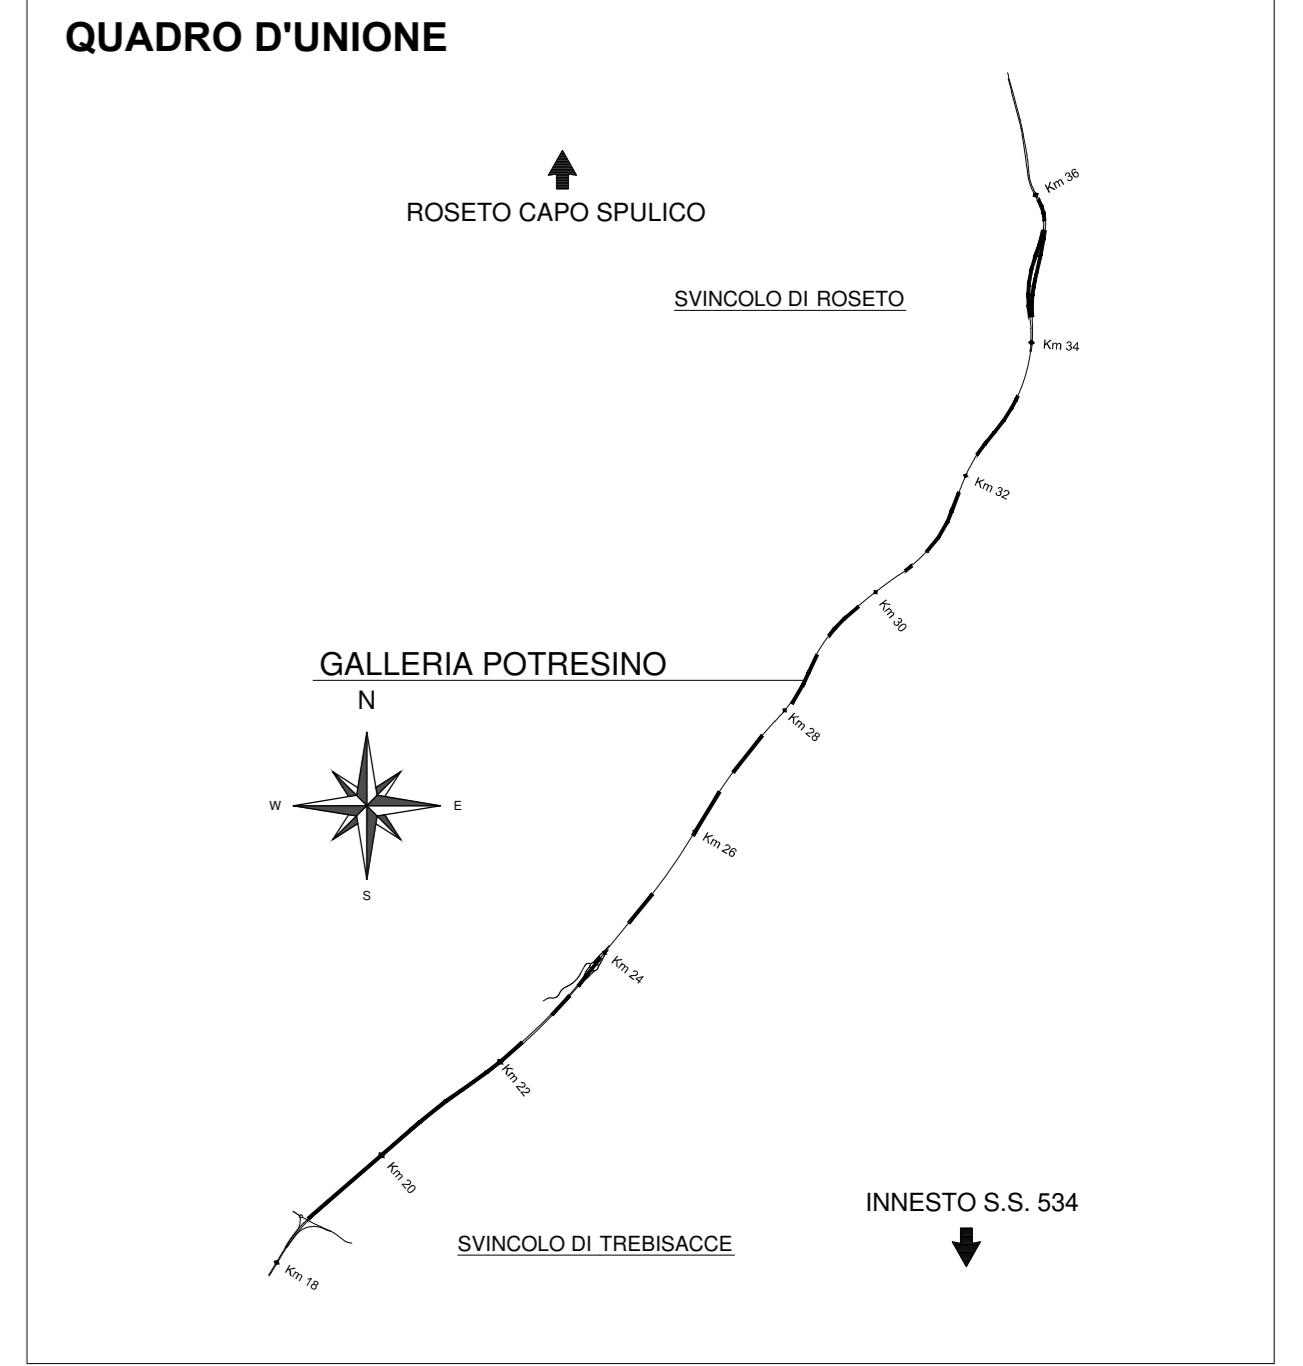 QUADRO D'UNIONE
Km 36
ROSETO CAPO SPULICO
SVINCOLO DI ROSETO
Km 34
Km 32
Km 30
GALLERIA POTRESINO
N
Km 28
W
E
Km 26
S
Km 24
Km 22
Km 20
INNESTO S.S. 534
SVINCOLO DI TREBISACCE
Km 18